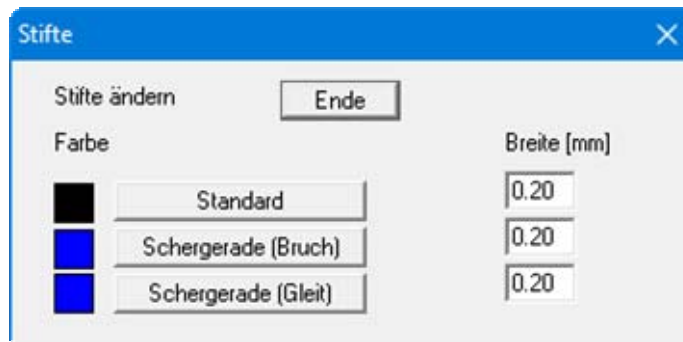 Stifte
Stifte ändern Ende
Farbe Breite [mm]
Standard 0.20
Schergerade (Bruch) 0.20
Schergerade (Gleit) 0.20